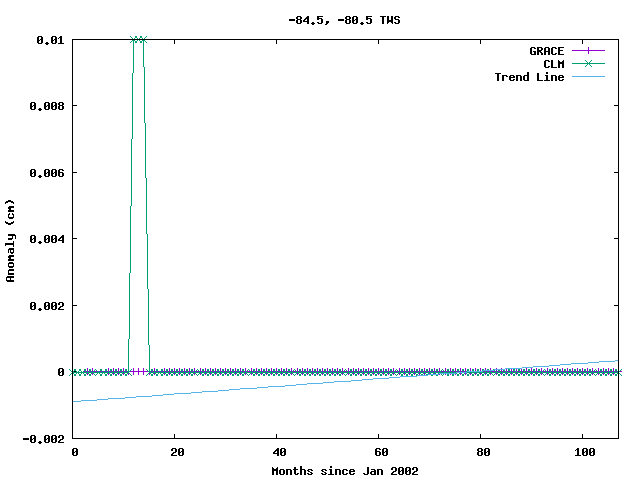 -84.5, -80.5 TWS
GRACE
CLM
Trend Line
0.01
0.008
0.006
0.004
0.002
0
-0.002
Anomaly (cm)
0 20 40 60 80 100
Months since Jan 2002